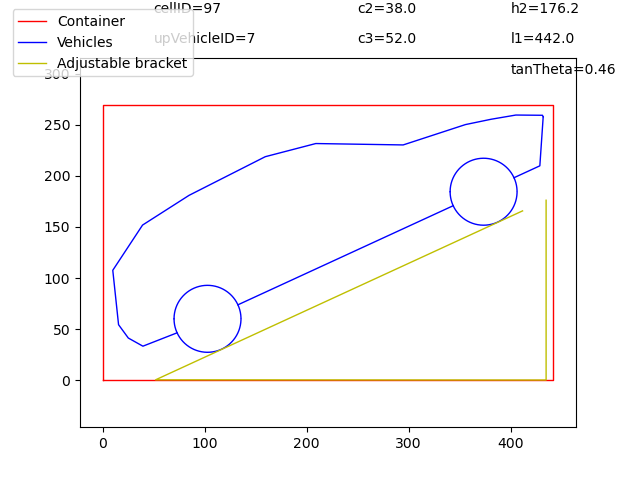 cellID=97 c2=38.0 h2=176.2
upVehicleID=7 c3=52.0 l1=442.0
tanTheta=0.46
Container
Vehicles
Adjustable bracket
300
250
200
150
100
50
0
0 100 200 300 400